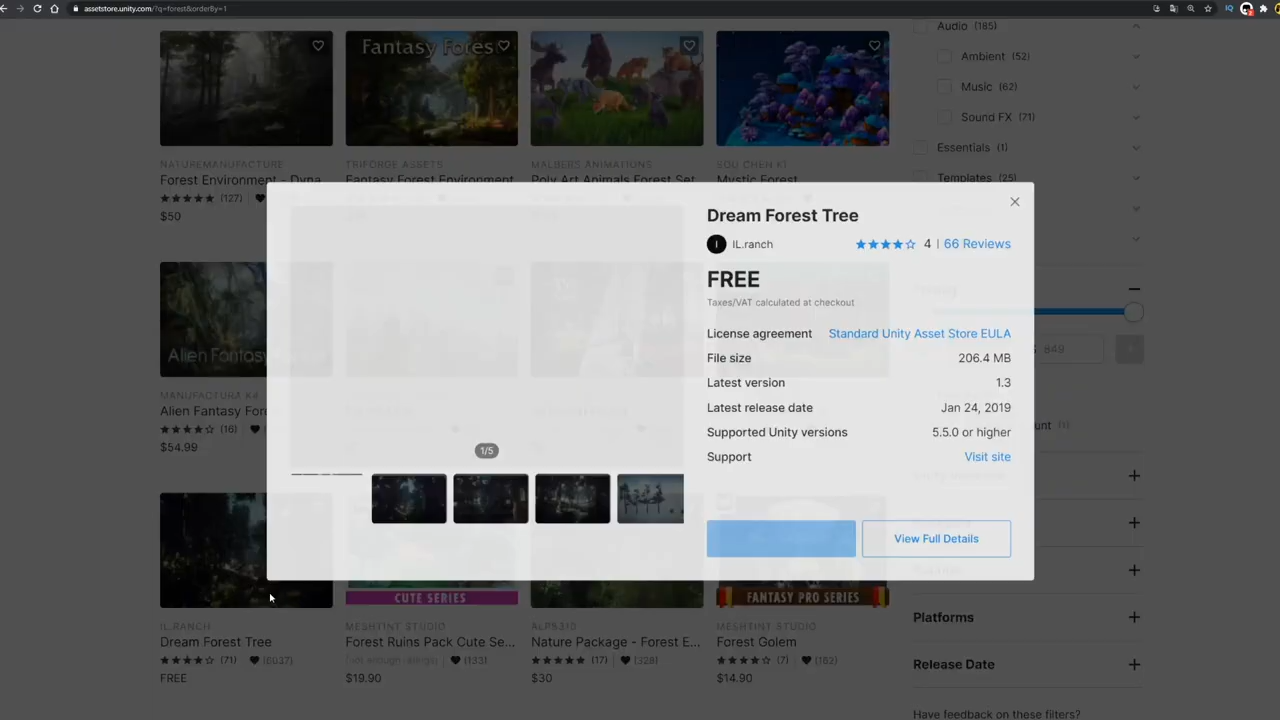 assetstore.unity.com/?q=forest&orderBy=1
Audio (185)
Ambient (52)
Music (62)
Sound FX (71)
Essentials (1)
Templates (25)
Fantasy Fores
NATUREMANUFACTURE
Forest Environment - Dyna
(127)
$50
TRIFORGE ASSETS
Fantasy Forest Environment
MALBERS ANIMATIONS
Poly Art Animals Forest Set
SOU CHEN KI
Mystic Forest
Alien Fantasy
MANUFACTURA K4
Alien Fantasy Fore
(16)
$54.99
Dream Forest Tree
IL.ranch
4 | 66 Reviews
FREE
Taxes/VAT calculated at checkout
License agreement Standard Unity Asset Store EULA
File size 206.4 MB
Latest version 1.3
Latest release date Jan 24, 2019
Supported Unity versions 5.5.0 or higher
Support Visit site
1/5
View Full Details
849
CUTE SERIES
FANTASY PRO SERIES
IL.RANCH
Dream Forest Tree
(71) (6037)
FREE
MESHTINT STUDIO
Forest Ruins Pack Cute Se...
(not enough ratings) (133)
$19.90
ALP8310
Nature Package - Forest E...
(17) (328)
$30
MESHTINT STUDIO
Forest Golem
(7) (162)
$14.90
Platforms
Release Date
Have feedback on these filters?